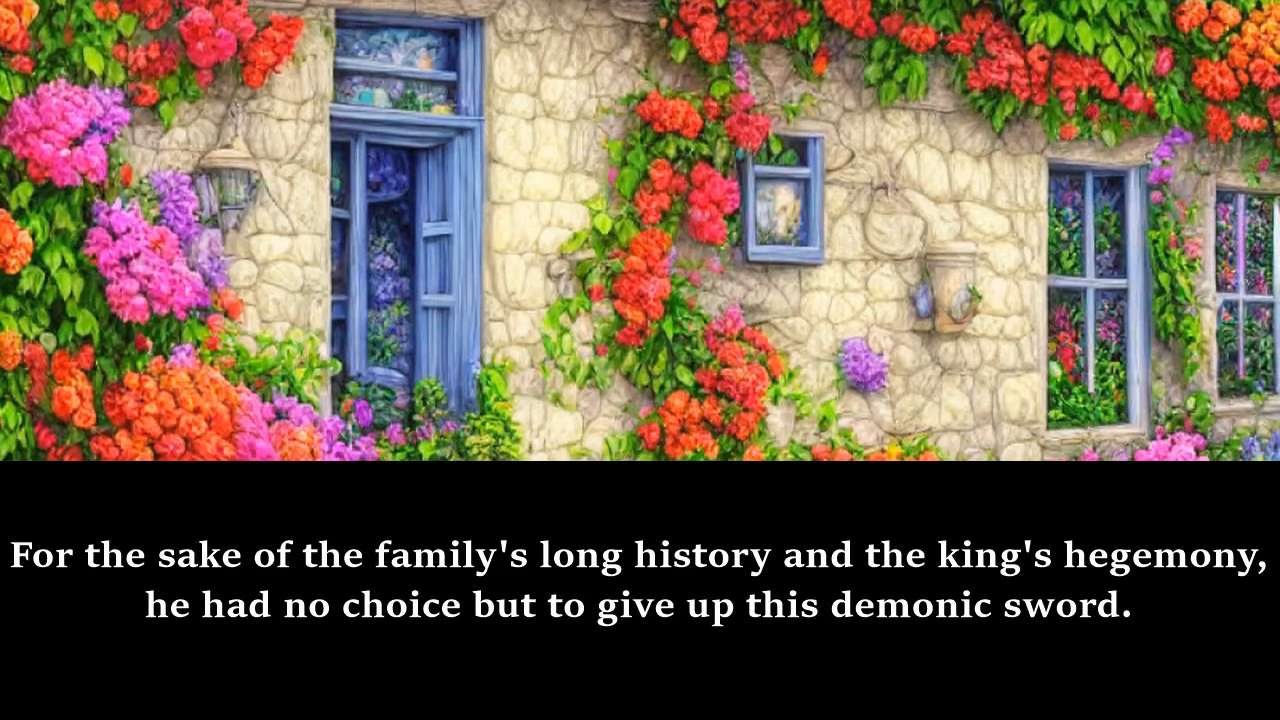 For the sake of the family's long history and the king's hegemony,
he had no choice but to give up this demonic sword.